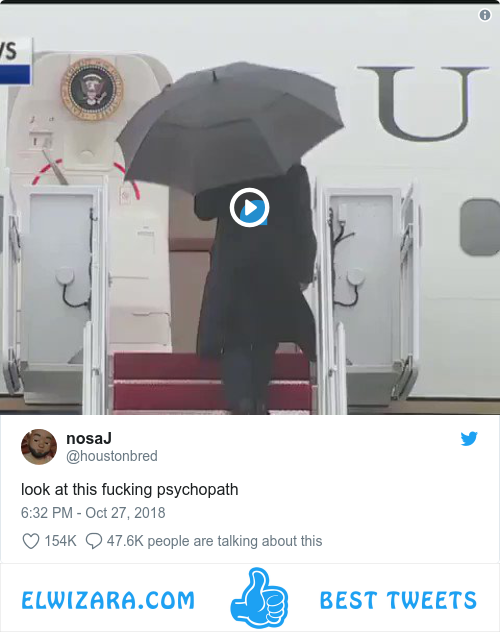 /S
U
nosaJ
@houstonbred
look at this fucking psychopath
6:32 PM - Oct 27, 2018
154K 47.6K people are talking about this
ELWIZARA.COM BEST TWEETS